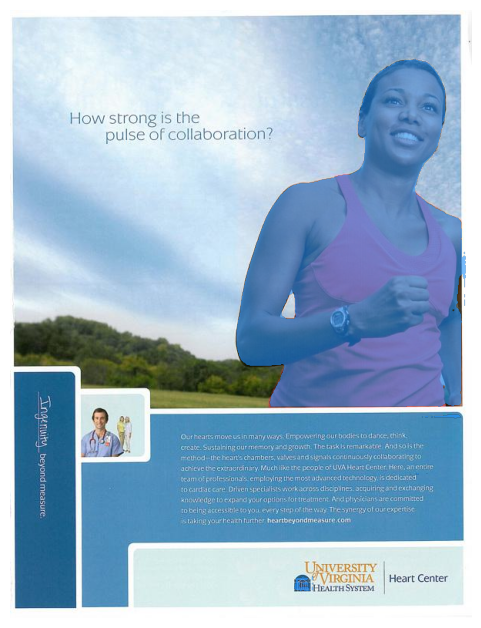 How strong is the
pulse of collaboration?
Ingenuity beyond measure.
Our hearts move us in many ways. Empowering our bodies to dance, think,
create. Sustaining our memory and growth. The task is remarkable. And so is the
method – the heart's chambers, valves and signals continuously collaborating to
achieve the extraordinary. Much like the people of UVA Heart Center. Here, an entire
team of professionals, employing the most advanced technology, is dedicated
to cardiac care. Driven specialists work across disciplines, acquiring and exchanging
knowledge to expand your options for treatment. And physicians are committed
to being accessible to you, every step of the way. The synergy of our expertise
is taking your health further. heartbeyondmeasure.com
UNIVERSITY
of VIRGINIA
HEALTH SYSTEM
Heart Center